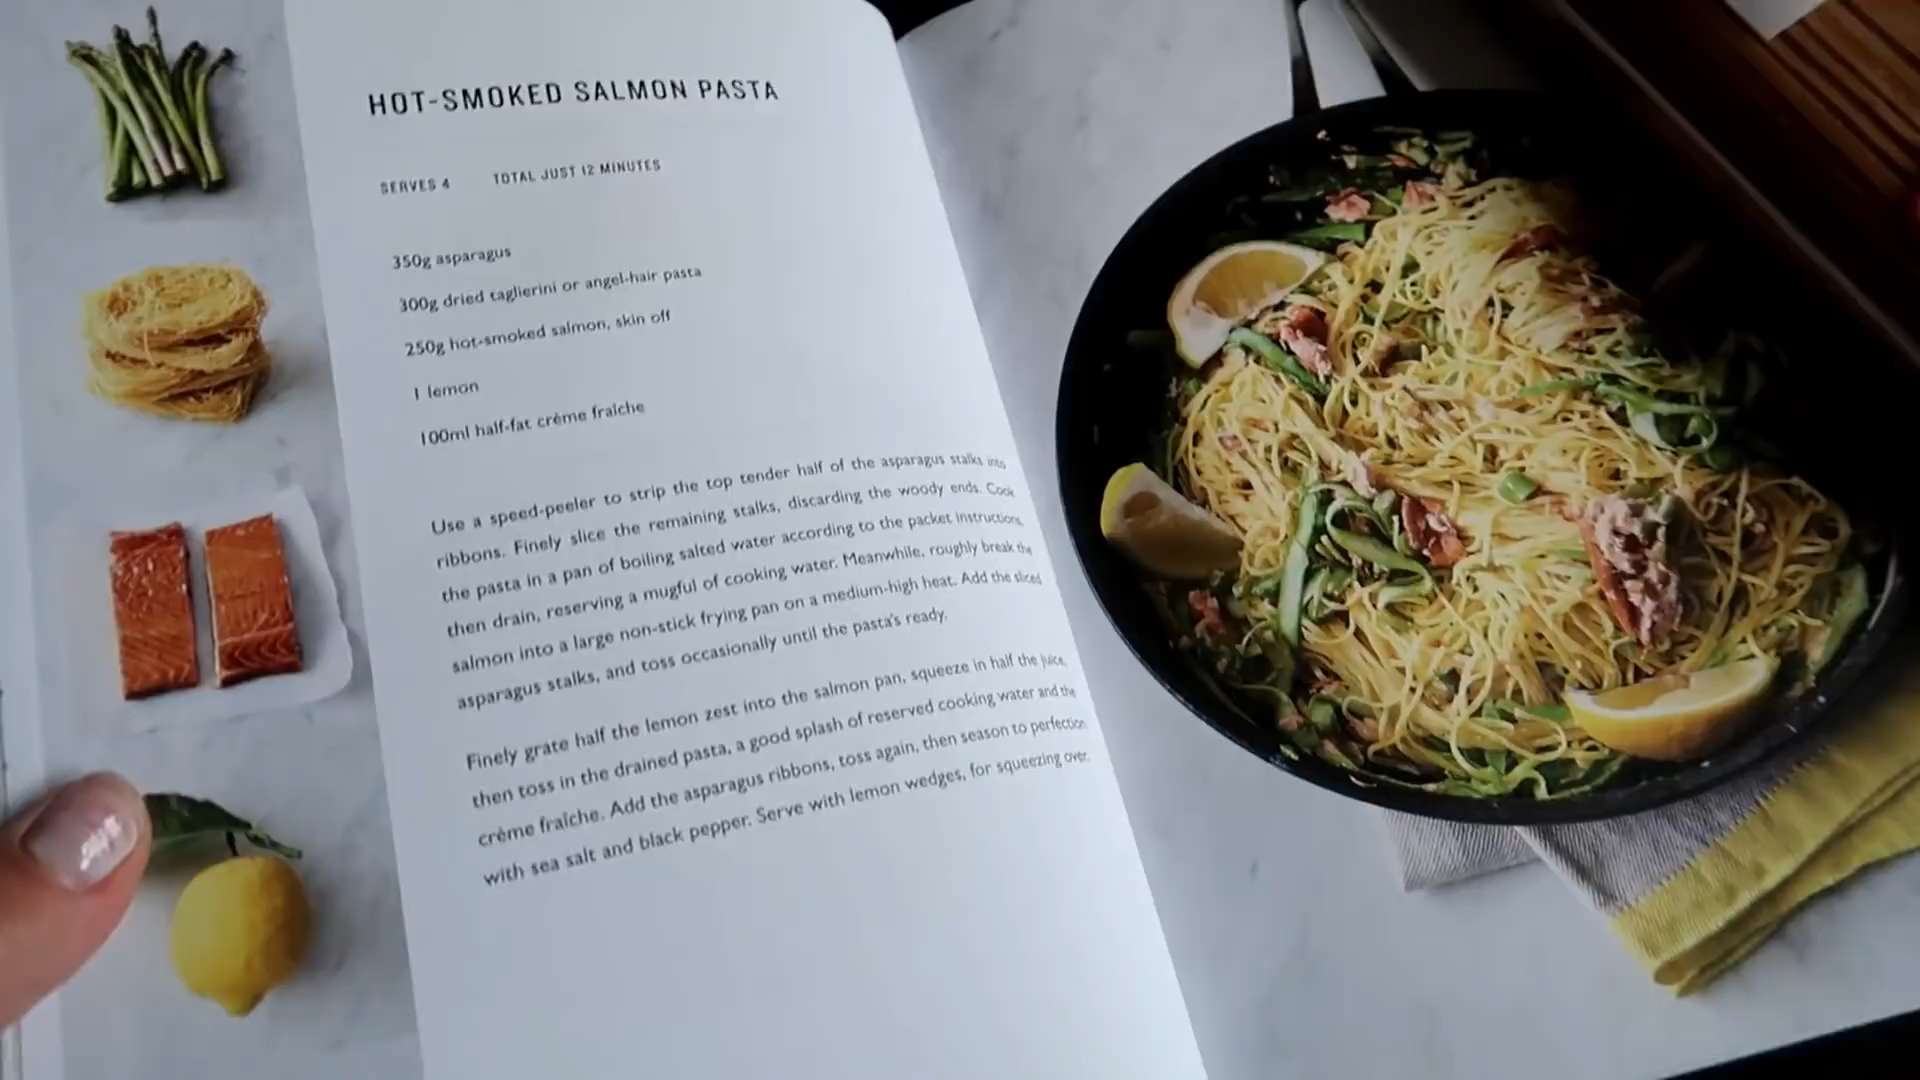 HOT-SMOKED SALMON PASTA
SERVES 4 TOTAL JUST 12 MINUTES
350g asparagus
300g dried taglierini or angel-hair pasta
250g hot-smoked salmon, skin off
1 lemon
100ml half-fat crème fraîche
Use a speed-peeler to strip the top tender half of the asparagus stalks into
ribbons. Finely slice the remaining stalks, discarding the woody ends. Cook
the pasta in a pan of boiling salted water according to the packet instructions,
then drain, reserving a mugful of cooking water. Meanwhile, roughly break the
salmon into a large non-stick frying pan on a medium-high heat. Add the sliced
asparagus stalks, and toss occasionally until the pasta's ready.
Finely grate half the lemon zest into the salmon pan, squeeze in half the juice,
then toss in the drained pasta, a good splash of reserved cooking water and the
crème fraîche. Add the asparagus ribbons, toss again, then season to perfection
with sea salt and black pepper. Serve with lemon wedges, for squeezing over.